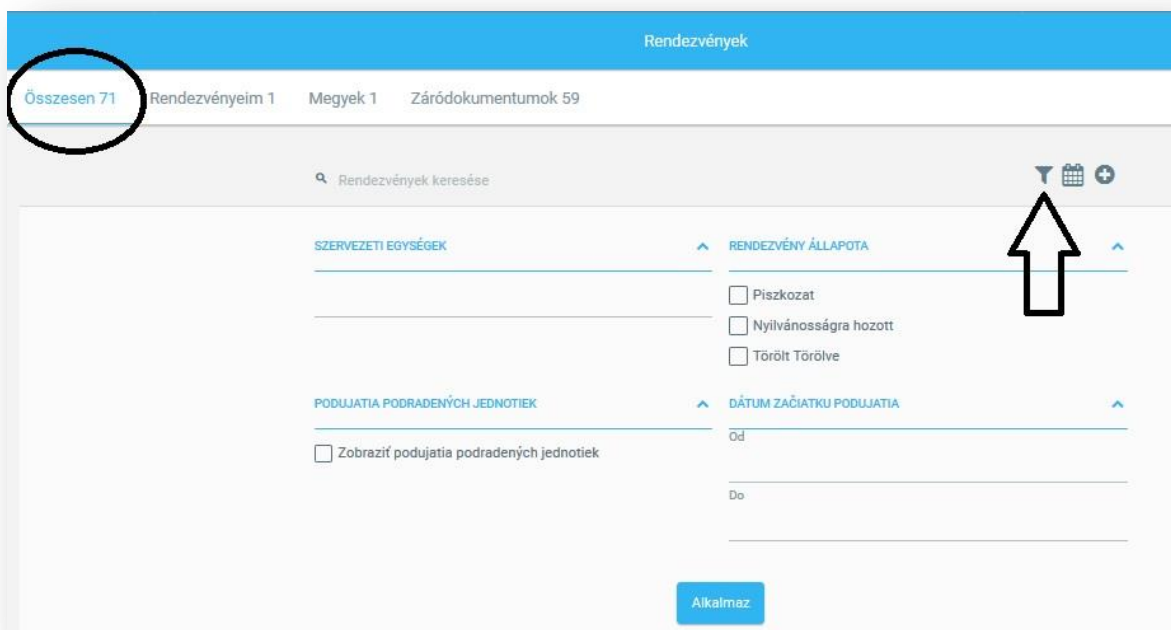 Rendezvények
Összesen 71 Rendezvényeim 1 Megyek 1 Záródokumentumok 59
Rendezvények keresése
SZERVEZETI EGYSÉGEK
RENDEZVÉNY ÁLLAPOTA
Piszkozat
Nyilvánosságra hozott
Törölt Törölve
PODUJATIA PODRADENÝCH JEDNOTIEK
Zobraziť podujatia podradených jednotiek
DÁTUM ZAČIATKU PODUJATIA
Od
Do
Alkalmaz